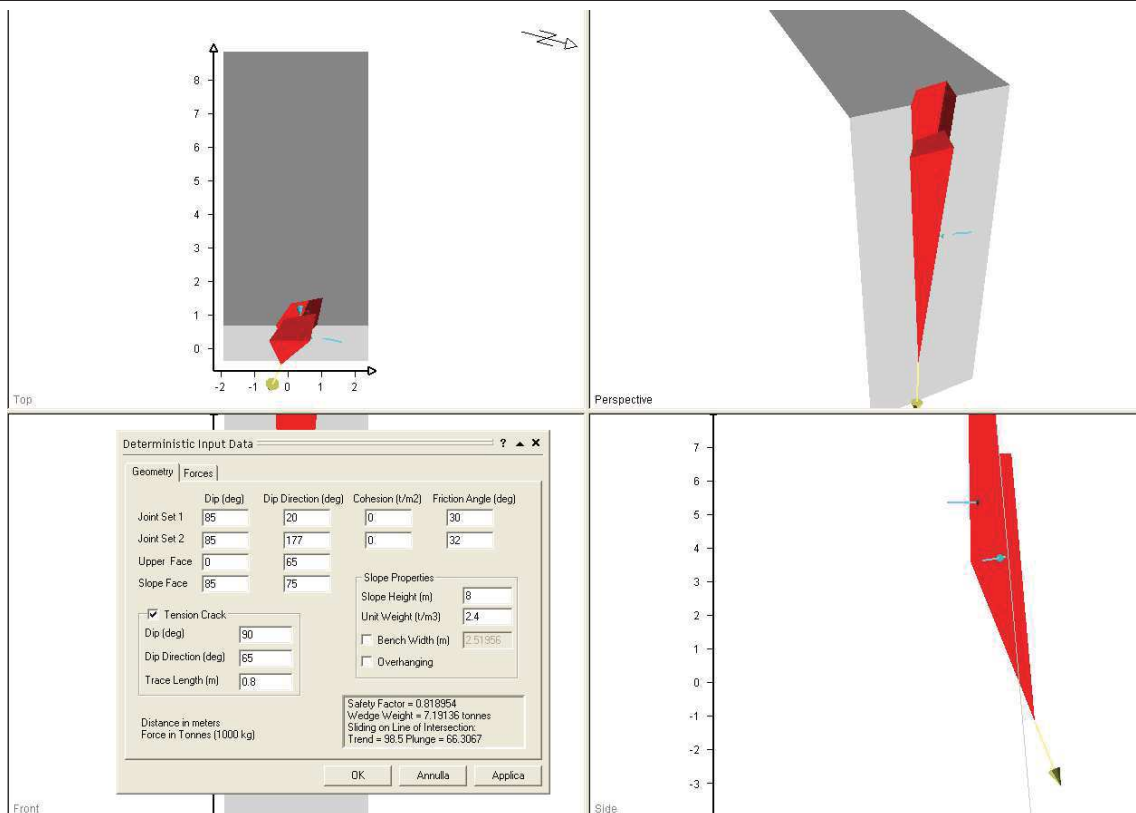 8
7
6
5
4
3
2
1
0
-2 -1 0 1 2
Top
Perspective
Deterministic Input Data
Geometry Forces
Dip (deg) Dip Direction (deg) Cohesion (t/m2) Friction Angle (deg)
Joint Set 1 85 20 0 30
Joint Set 2 85 177 0 32
Upper Face 0 65
Slope Face 85 75
Slope Properties
Slope Height (m) 8
Unit Weight (t/m3) 2.4
Bench Width (m) 2.51956
Overhanging
Tension Crack
Dip (deg) 90
Dip Direction (deg) 65
Trace Length (m) 0.8
Distance in meters
Force in Tonnes (1000 kg)
Safety Factor = 0.818954
Wedge Weight = 7.19136 tonnes
Sliding on Line of Intersection:
Trend = 98.5 Plunge = 66.3067
OK Annulla Applica
Front
7
6
5
4
3
2
1
0
-1
-2
-3
Side